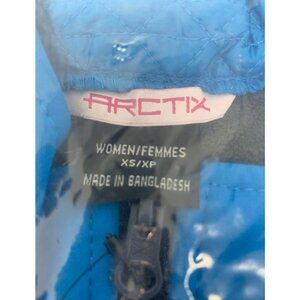 ARCTIX
WOMEN/FEMMES
XS/XP
MADE IN BANGLADESH